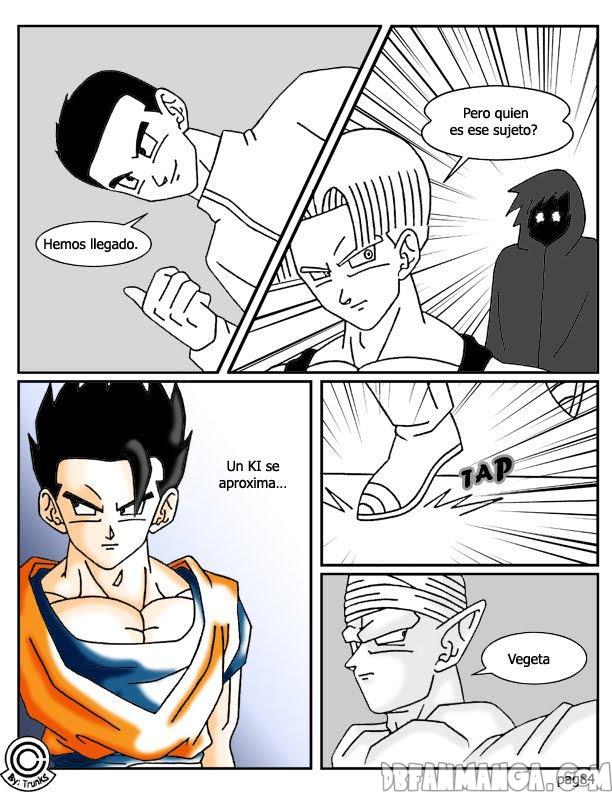 Hemos llegado.
Pero quien
es ese sujeto?
Un KI se
aproxima...
TAP
Vegeta
By: Trunks
DBFANMANGA.COM
pag84